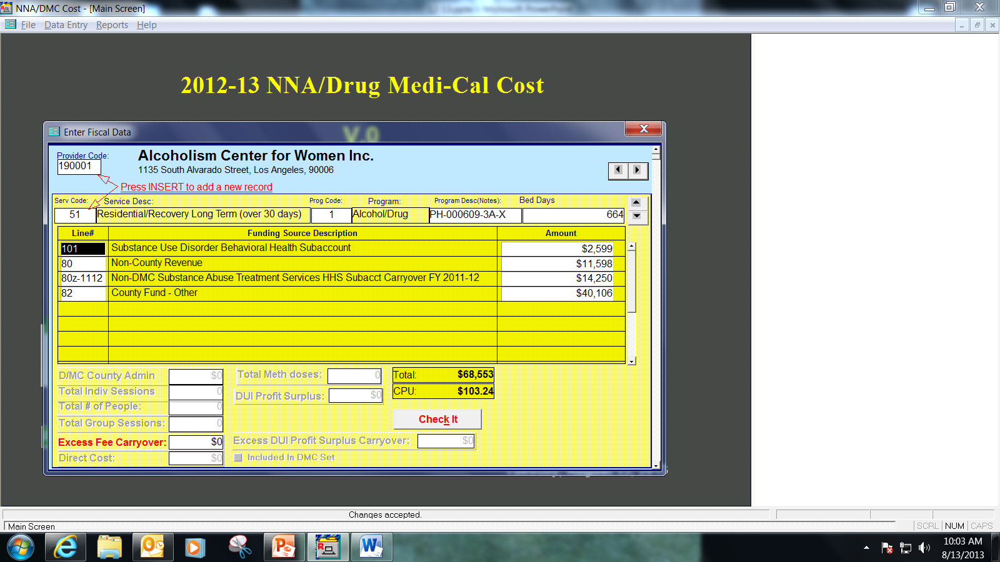 NNA/DMC Cost - [Main Screen]
File Data Entry Reports Help
2012-13 NNA/Drug Medi-Cal Cost
V.0
Enter Fiscal Data
Provider Code:
190001
Alcoholism Center for Women Inc.
1135 South Alvarado Street, Los Angeles, 90006
Press INSERT to add a new record
Serv Code: Service Desc: Prog Code: Program: Program Desc(Notes): Bed Days
51 Residential/Recovery Long Term (over 30 days) 1 Alcohol/Drug PH-000609-3A-X 664
Line# Funding Source Description Amount
101 Substance Use Disorder Behavioral Health Subaccount $2,599
80 Non-County Revenue $11,598
80z-1112 Non-DMC Substance Abuse Treatment Services HHS Subacct Carryover FY 2011-12 $14,250
82 County Fund - Other $40,106
D/MC County Admin $0 Total Meth doses: 0 Total: $68,553
Total Indiv Sessions 0 DUI Profit Surplus: $0 CPU: $103.24
Total # of People: 0
Total Group Sessions: 0 Check It
Excess Fee Carryover: $0 Excess DUI Profit Surplus Carryover: $0
Direct Cost: $0 Included In DMC Set
Changes accepted.
Main Screen SCRL NUM CAPS
10:03 AM
8/13/2013